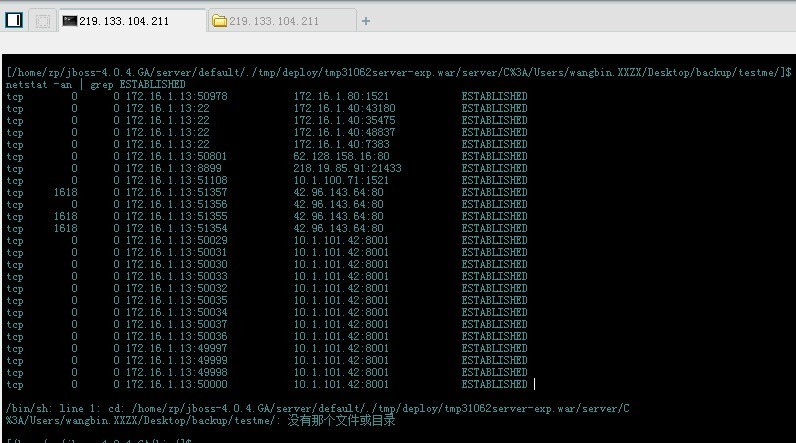 219.133.104.211 219.133.104.211 +
[/home/zp/jboss-4.0.4.GA/server/default/./tmp/deploy/tmp31062server-exp.war/server/C%3A/Users/wangbin.XXZX/Desktop/backup/testme/]$
netstat -an | grep ESTABLISHED
tcp 0 0 172.16.1.13:50978 172.16.1.80:1521 ESTABLISHED
tcp 0 0 172.16.1.13:22 172.16.1.40:43180 ESTABLISHED
tcp 0 0 172.16.1.13:22 172.16.1.40:35475 ESTABLISHED
tcp 0 0 172.16.1.13:22 172.16.1.40:48837 ESTABLISHED
tcp 0 0 172.16.1.13:22 172.16.1.40:7383 ESTABLISHED
tcp 0 0 172.16.1.13:50801 62.128.158.16:80 ESTABLISHED
tcp 0 0 172.16.1.13:8899 218.19.85.91:21433 ESTABLISHED
tcp 0 0 172.16.1.13:51108 10.1.100.71:1521 ESTABLISHED
tcp 1618 0 172.16.1.13:51357 42.96.143.64:80 ESTABLISHED
tcp 0 0 172.16.1.13:51356 42.96.143.64:80 ESTABLISHED
tcp 1618 0 172.16.1.13:51355 42.96.143.64:80 ESTABLISHED
tcp 1618 0 172.16.1.13:51354 42.96.143.64:80 ESTABLISHED
tcp 0 0 172.16.1.13:50029 10.1.101.42:8001 ESTABLISHED
tcp 0 0 172.16.1.13:50031 10.1.101.42:8001 ESTABLISHED
tcp 0 0 172.16.1.13:50030 10.1.101.42:8001 ESTABLISHED
tcp 0 0 172.16.1.13:50033 10.1.101.42:8001 ESTABLISHED
tcp 0 0 172.16.1.13:50032 10.1.101.42:8001 ESTABLISHED
tcp 0 0 172.16.1.13:50035 10.1.101.42:8001 ESTABLISHED
tcp 0 0 172.16.1.13:50034 10.1.101.42:8001 ESTABLISHED
tcp 0 0 172.16.1.13:50037 10.1.101.42:8001 ESTABLISHED
tcp 0 0 172.16.1.13:50036 10.1.101.42:8001 ESTABLISHED
tcp 0 0 172.16.1.13:49997 10.1.101.42:8001 ESTABLISHED
tcp 0 0 172.16.1.13:49999 10.1.101.42:8001 ESTABLISHED
tcp 0 0 172.16.1.13:49998 10.1.101.42:8001 ESTABLISHED
tcp 0 0 172.16.1.13:50000 10.1.101.42:8001 ESTABLISHED
/bin/sh: line 1: cd: /home/zp/jboss-4.0.4.GA/server/default/./tmp/deploy/tmp31062server-exp.war/server/C
%3A/Users/wangbin.XXZX/Desktop/backup/testme/: 没有那个文件或目录